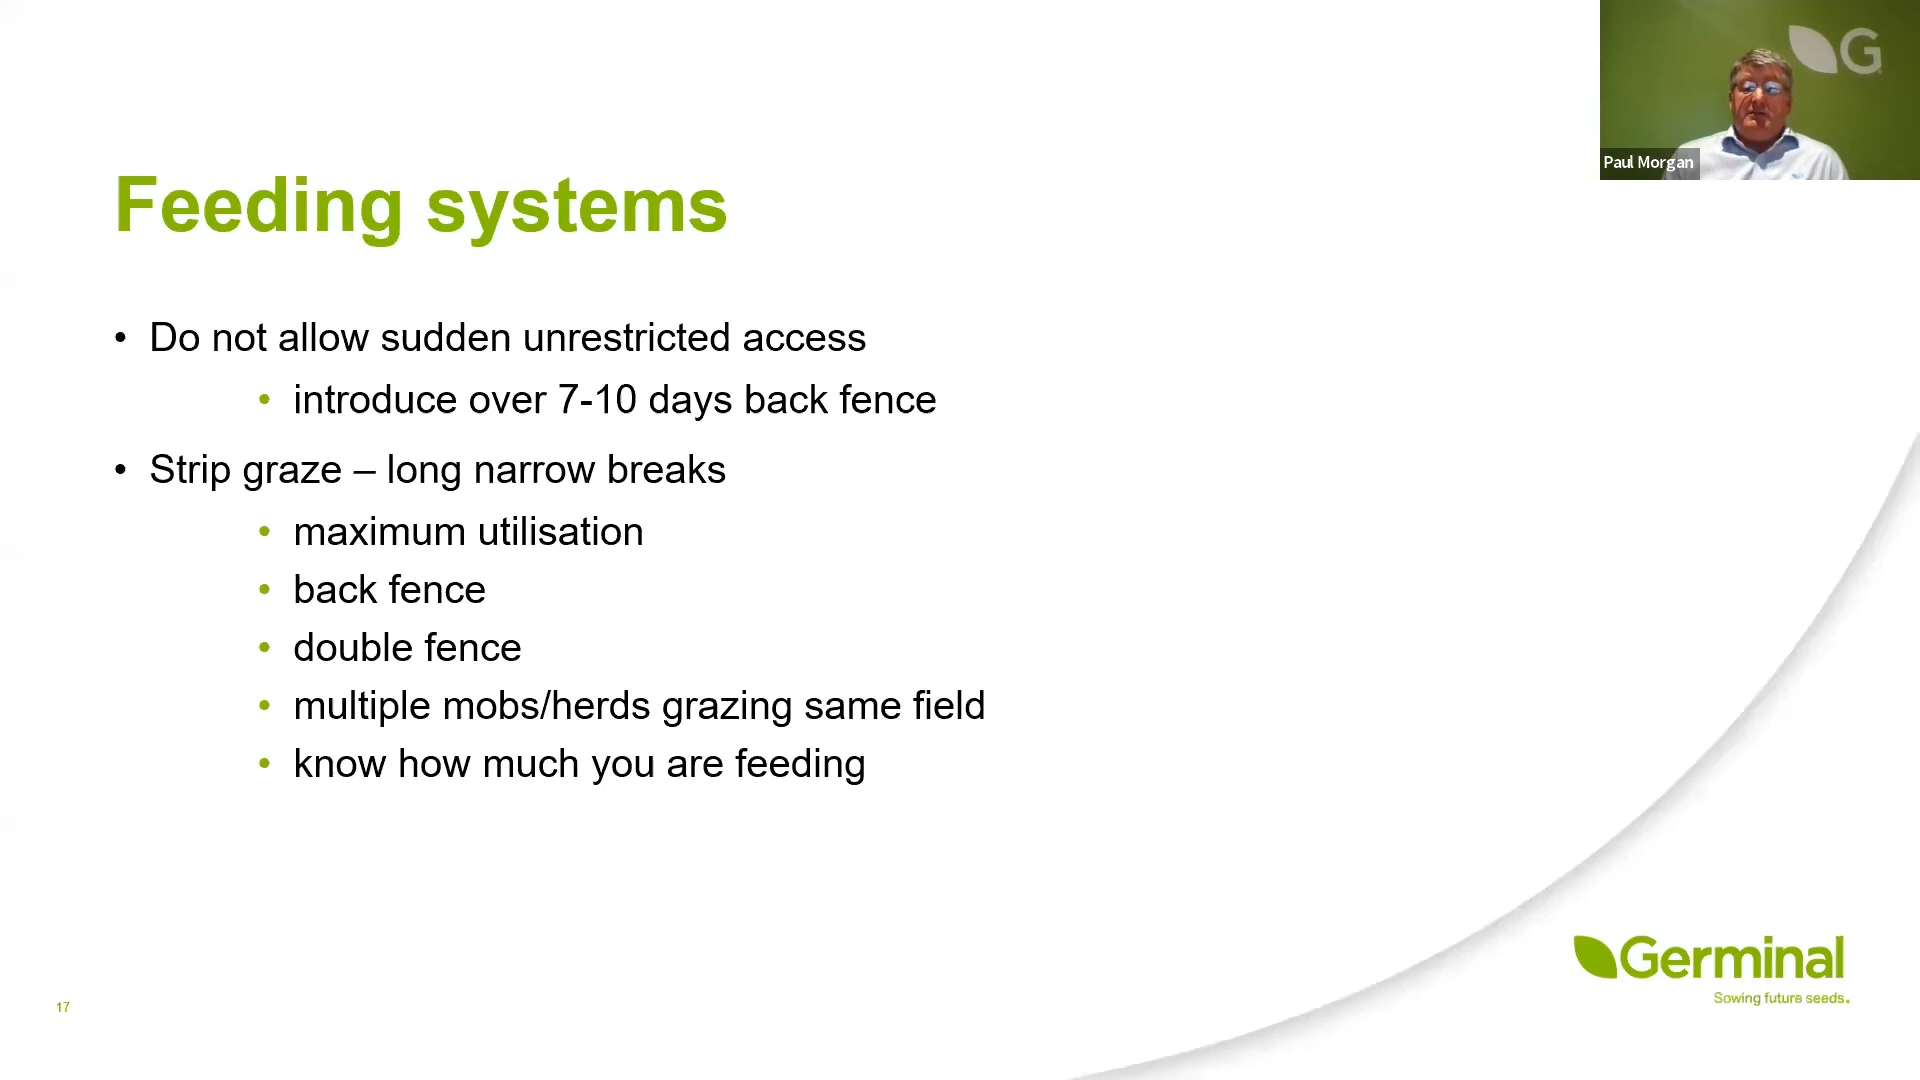 G
Paul Morgan
Feeding systems
• Do not allow sudden unrestricted access
• introduce over 7-10 days back fence
• Strip graze – long narrow breaks
• maximum utilisation
• back fence
• double fence
• multiple mobs/herds grazing same field
• know how much you are feeding
Germinal
Sowing future seeds.
17